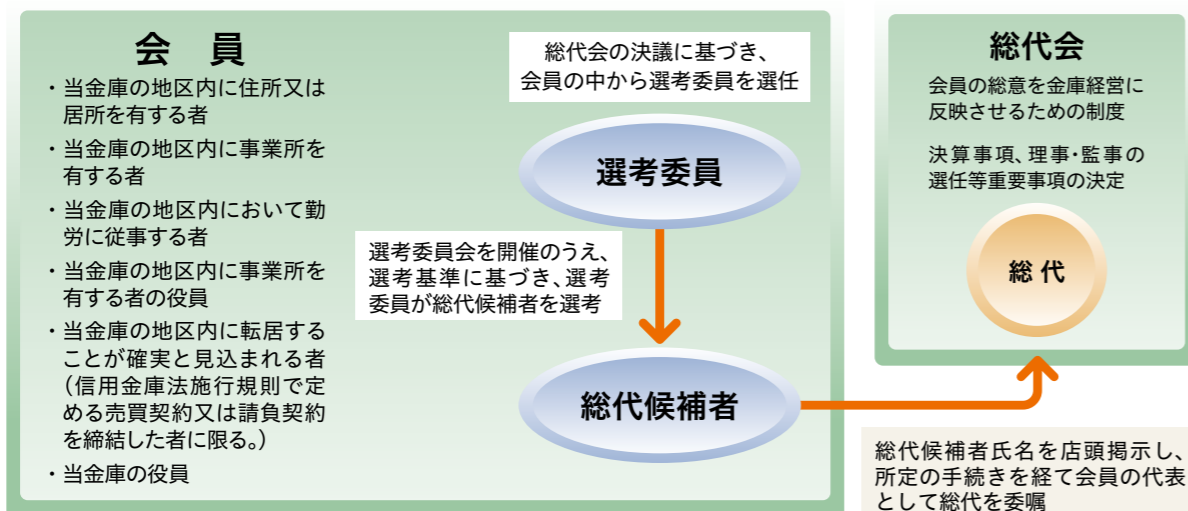 会　員
・当金庫の地区内に住所又は
居所を有する者
・当金庫の地区内に事業所を
有する者
・当金庫の地区内において勤
労に従事する者
・当金庫の地区内に事業所を
有する者の役員
・当金庫の地区内に転居する
ことが確実と見込まれる者
（信用金庫法施行規則で定
める売買契約又は請負契約
を締結した者に限る。）
・当金庫の役員
総代会の決議に基づき、
会員の中から選考委員を選任
選考委員
選考委員会を開催のうえ、
選考基準に基づき、選考
委員が総代候補者を選考
総代候補者
総代会
会員の総意を金庫経営に
反映させるための制度
決算事項、理事・監事の
選任等重要事項の決定
総 代
総代候補者氏名を店頭掲示し、
所定の手続きを経て会員の代表
として総代を委嘱